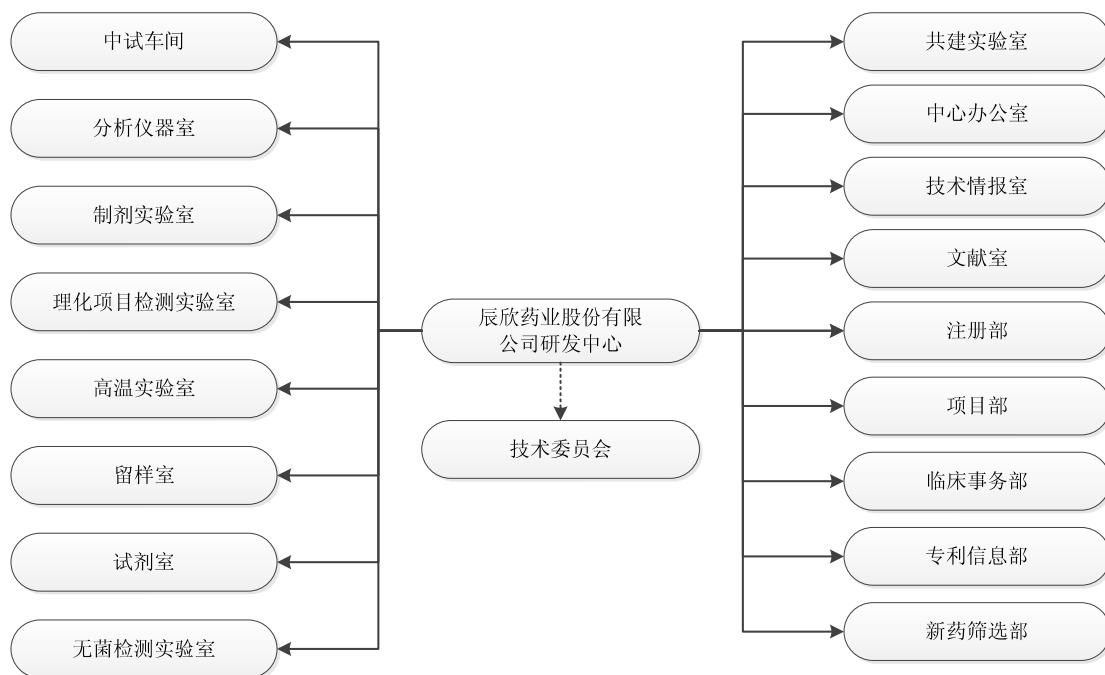 中试车间
分析仪器室
制剂实验室
理化项目检测实验室
高温实验室
留样室
试剂室
无菌检测实验室
辰欣药业股份有限
公司研发中心
技术委员会
共建实验室
中心办公室
技术情报室
文献室
注册部
项目部
临床事务部
专利信息部
新药筛选部